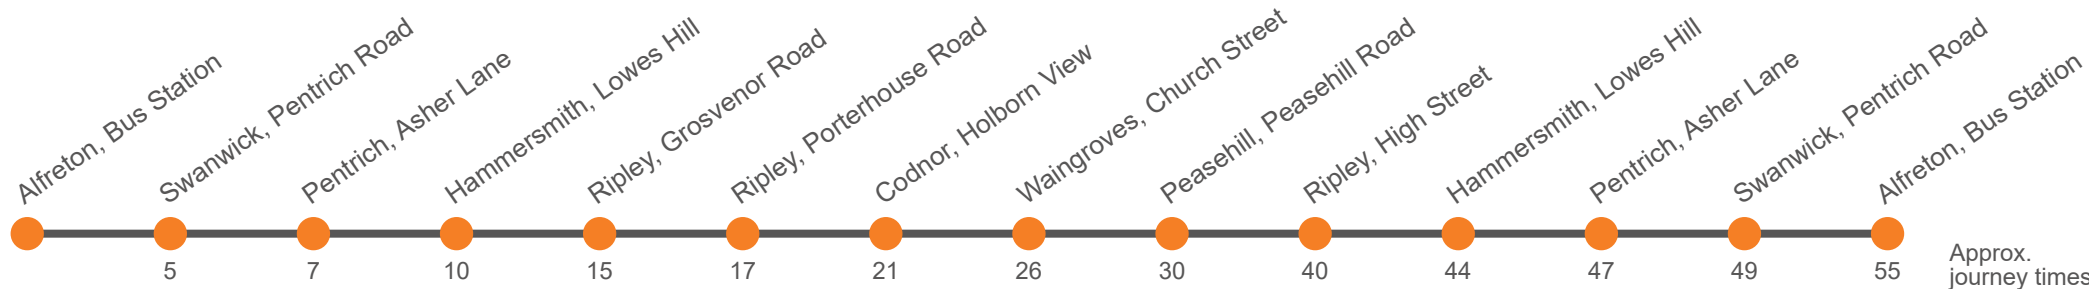 Alfreton, Bus Station
Swanwick, Pentrich Road
Pentrich, Asher Lane
Hammersmith, Lowes Hill
Ripley, Grosvenor Road
Ripley, Porterhouse Road
Codnor, Holborn View
Waingroves, Church Street
Peasehill, Peasehill Road
Ripley, High Street
Hammersmith, Lowes Hill
Pentrich, Asher Lane
Swanwick, Pentrich Road
Alfreton, Bus Station
5 7 10 15 17 21 26 30 40 44 47 49 55
Approx.
journey times